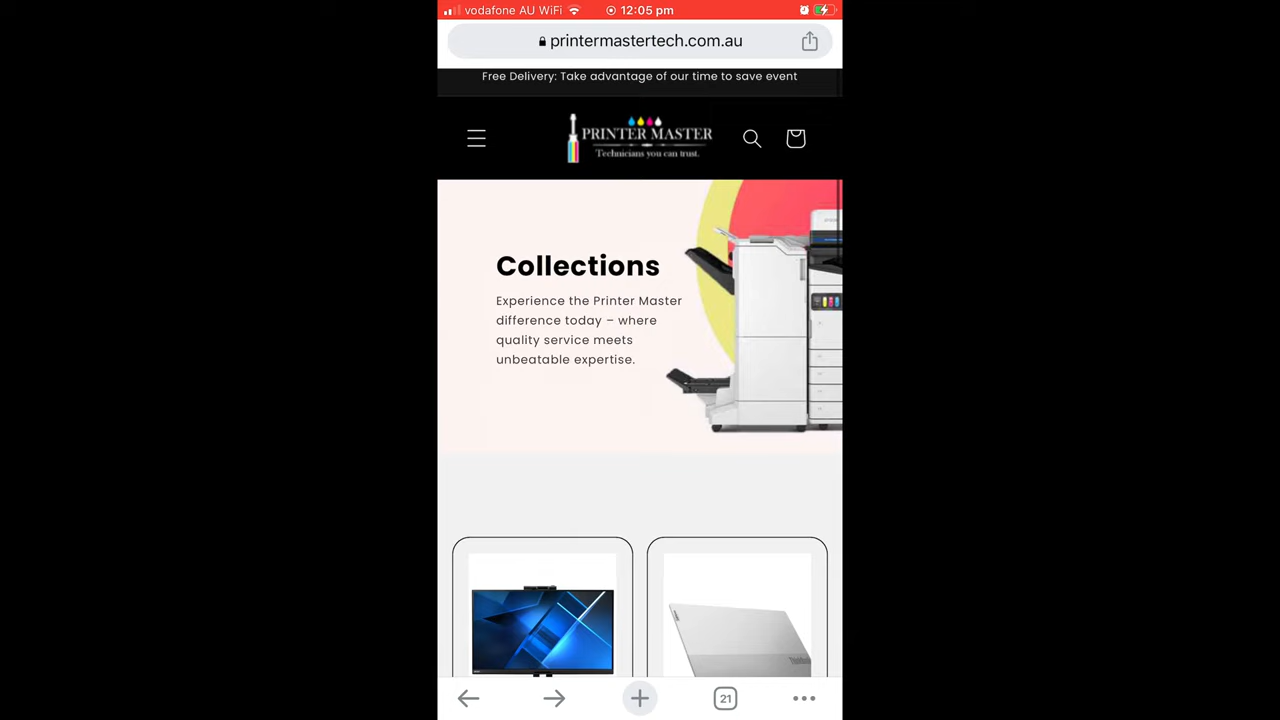 vodafone AU WiFi 12:05 pm
printermastertech.com.au
Free Delivery: Take advantage of our time to save event
PRINTER MASTER
Technicians you can trust.
Collections
Experience the Printer Master
difference today – where
quality service meets
unbeatable expertise.
21